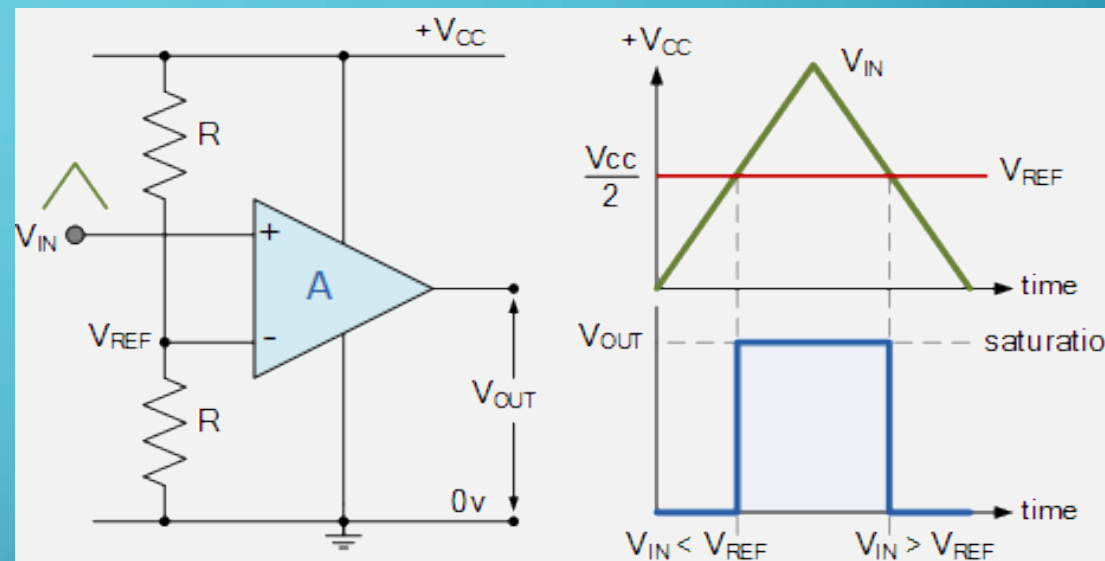 +VCC
R
VIN
+
A
VREF
-
R
VOUT
0v
+VCC
VIN
Vcc
2
VREF
time
VOUT
saturatio
time
VIN < VREF
VIN > VREF